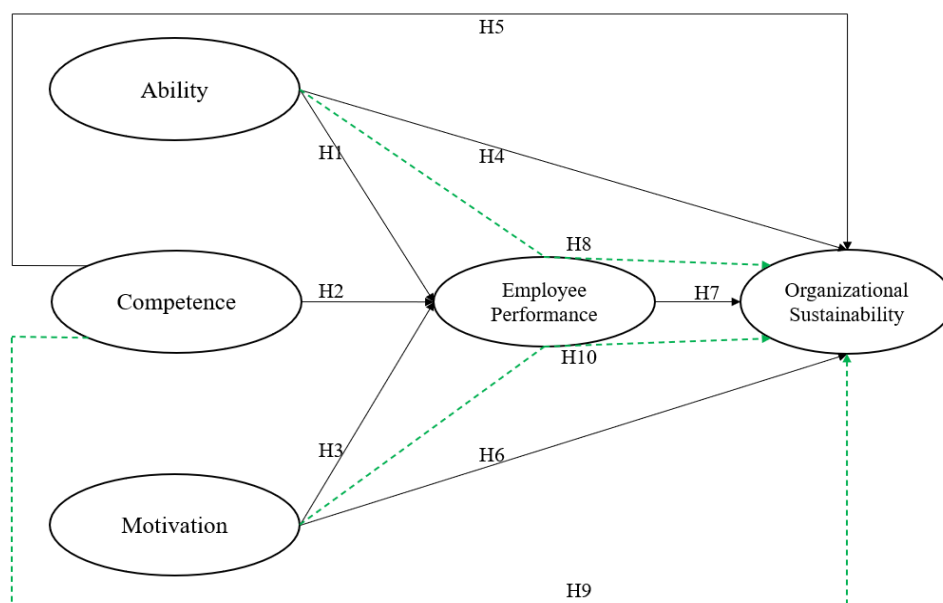 H5
Ability
H1
H4
H8
Competence
H2
Employee
Performance
H7
Organizational
Sustainability
H10
H3
H6
Motivation
H9